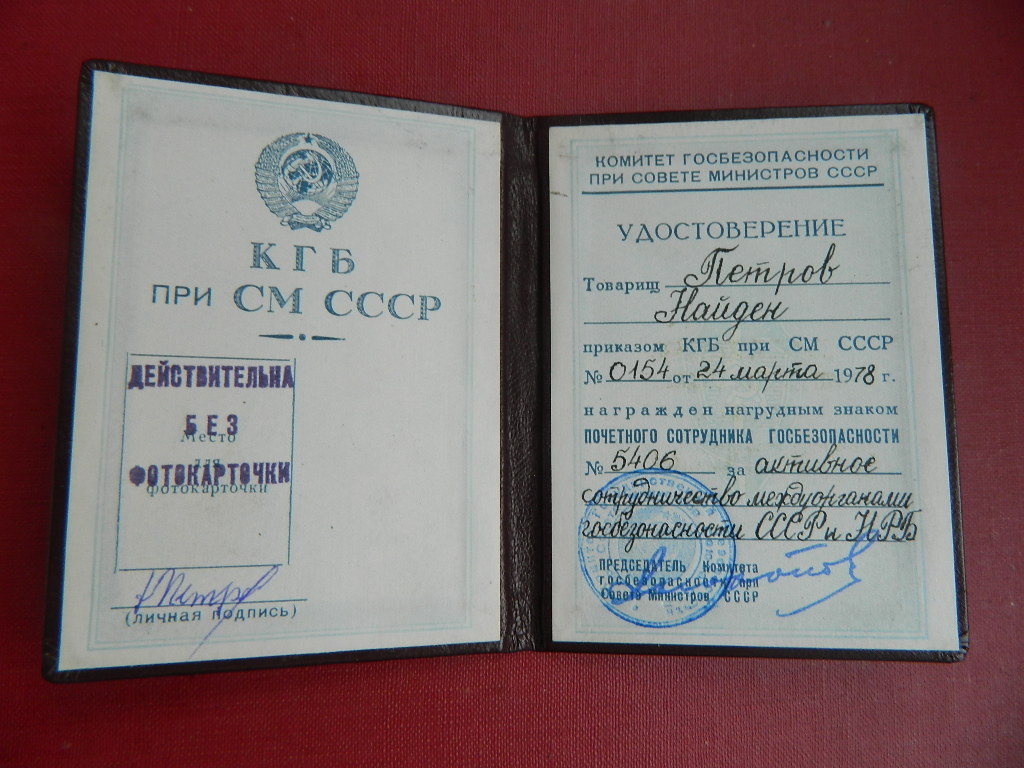 КГБ
ПРИ СМ СССР
Место
для
фотокарточки
ДЕЙСТВИТЕЛЬНА
БЕЗ
ФОТОКАРТОЧКИ
Петров
(личная подпись)
КОМИТЕТ ГОСБЕЗОПАСНОСТИ
ПРИ СОВЕТЕ МИНИСТРОВ СССР
УДОСТОВЕРЕНИЕ
Товарищ Петров
Найден
приказом КГБ при СМ СССР
№ 0154 от 24 марта 1978 г.
награжден нагрудным знаком
ПОЧЕТНОГО СОТРУДНИКА ГОСБЕЗОПАСНОСТИ
№ 5406 за активное
сотрудничество между органами
госбезопасности СССР и НРБ
ПРЕДСЕДАТЕЛЬ Комитета
госбезопасности при
Совете Министров СССР